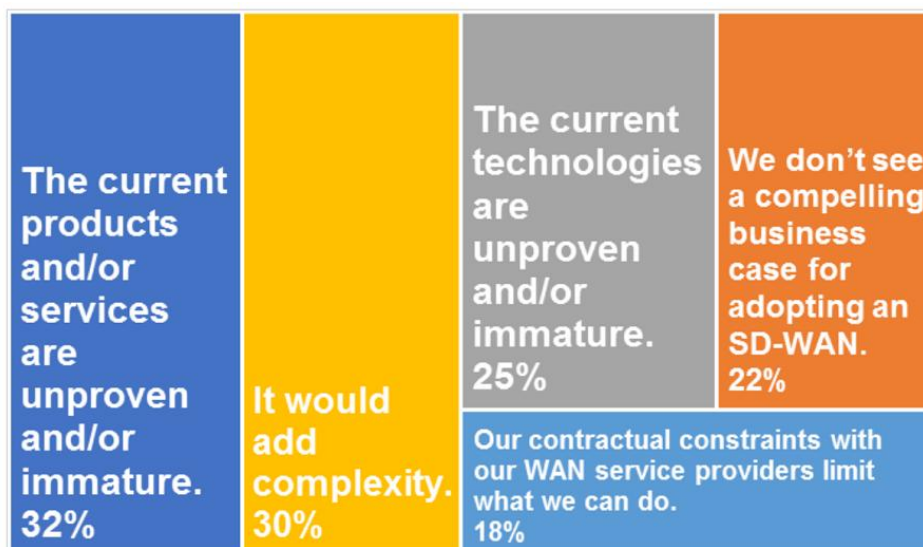 The current
products
and/or
services
are
unproven
and/or
immature.
32%
It would
add
complexity.
30%
The current
technologies
are
unproven
and/or
immature.
25%
We don’t see
a compelling
business
case for
adopting an
SD-WAN.
22%
Our contractual constraints with
our WAN service providers limit
what we can do.
18%